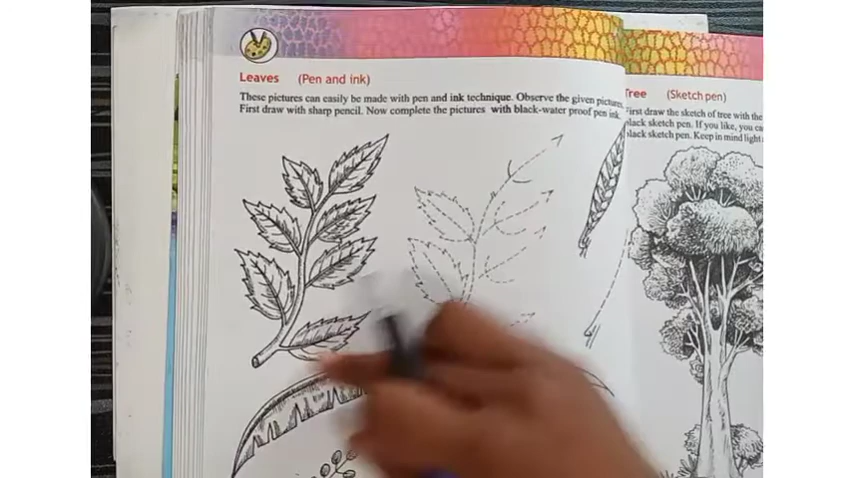 Leaves (Pen and ink)
These pictures can easily be made with pen and ink technique. Observe the given pictures.
First draw with sharp pencil. Now complete the pictures with black-water proof pen ink.
Tree (Sketch pen)
First draw the sketch of tree with the
black sketch pen. If you like, you ca
black sketch pen. Keep in mind light